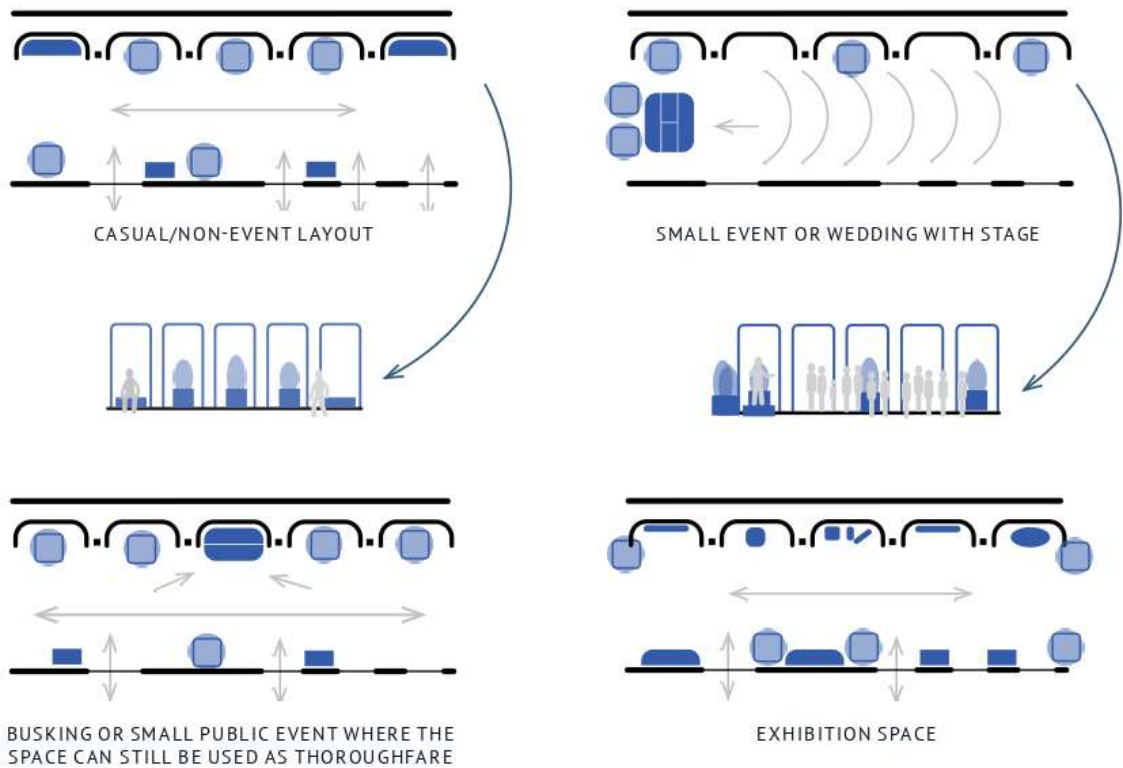 CASUAL/NON-EVENT LAYOUT
SMALL EVENT OR WEDDING WITH STAGE
BUSKING OR SMALL PUBLIC EVENT WHERE THE
SPACE CAN STILL BE USED AS THOROUGHFARE
EXHIBITION SPACE